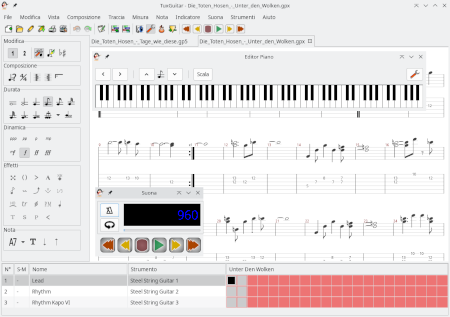 TuxGuitar - Die_Toten_Hosen_-_Unter_den_Wolken.gpx
File Modifica Vista Composizione Traccia Misura Nota Indicatore Suona Strumenti Aiuto
Modifica
Composizione
Durata
Dinamica
Effetti
Nota
Die_Toten_Hosen_-_Tage_wie_diese.gp5 Die_Toten_Hosen_-_Unter_den_Wolken.gpx
Editor Piano
Scala
Suona
960
N° S-M Nome Strumento Unter Den Wolken
1 - Lead Steel String Guitar 1
2 - Rhythm Steel String Guitar 2
3 - Rhythm Kapo VI Steel String Guitar 3